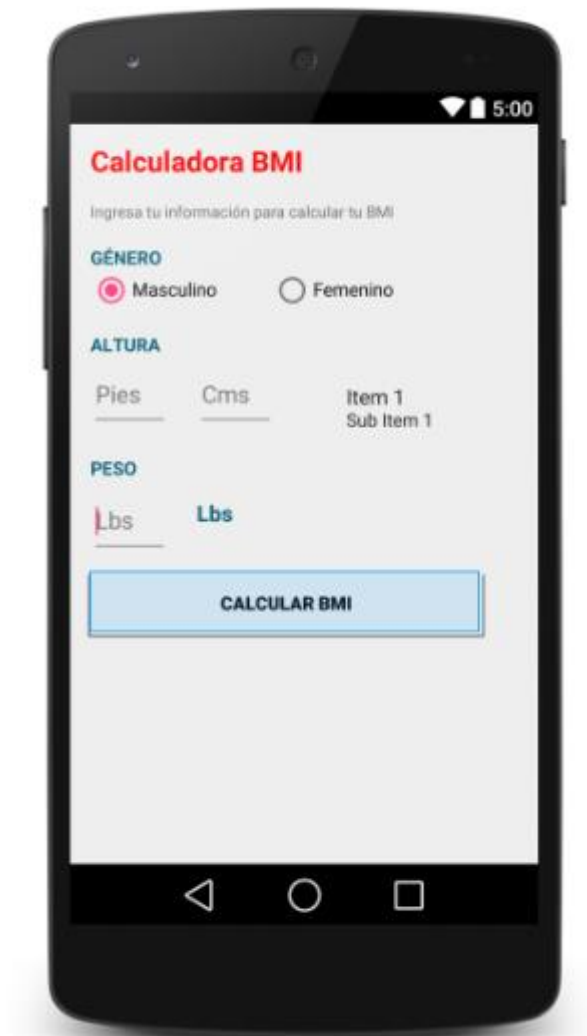 5:00
Calculadora BMI
Ingresa tu información para calcular tu BMI
GÉNERO
Masculino Femenino
ALTURA
Pies Cms Item 1
Sub Item 1
PESO
Lbs Lbs
CALCULAR BMI